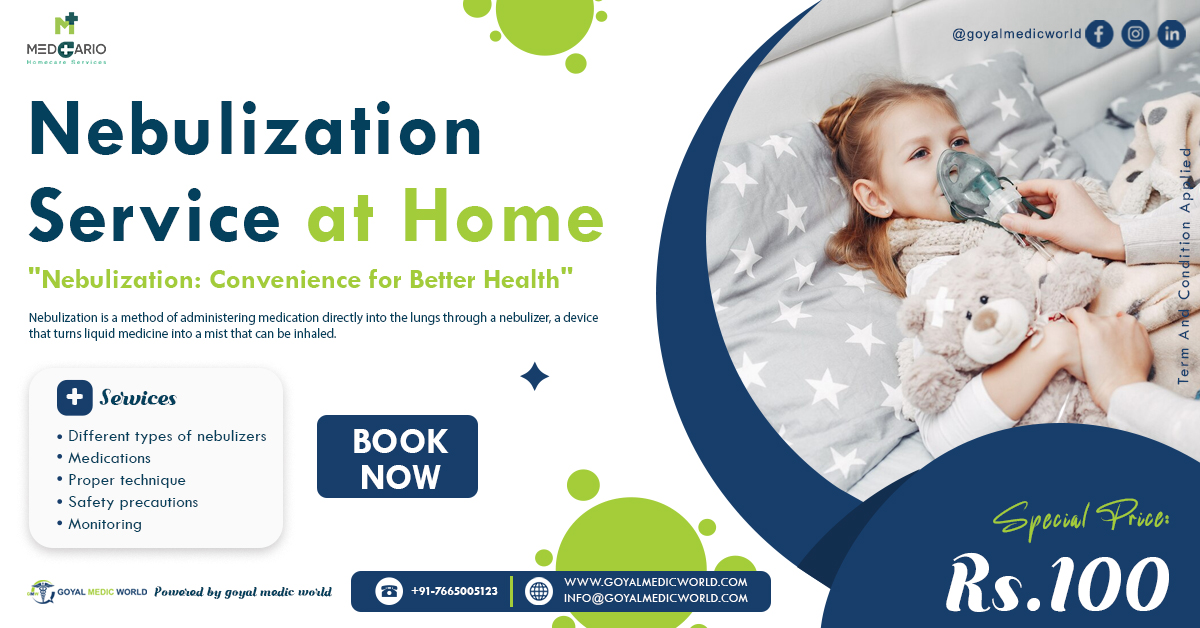 MEDCARIO
Homecare Services
@goyalmedicworld
Nebulization
Service at Home
"Nebulization: Convenience for Better Health"
Nebulization is a method of administering medication directly into the lungs through a nebulizer, a device
that turns liquid medicine into a mist that can be inhaled.
Services
• Different types of nebulizers
• Medications
• Proper technique
• Safety precautions
• Monitoring
BOOK
NOW
Term And Condition Applied
Special Price:
Rs.100
GOYAL MEDIC WORLD
Powered by goyal medic world
+91-7665005123
WWW.GOYALMEDICWORLD.COM
INFO@GOYALMEDICWORLD.COM